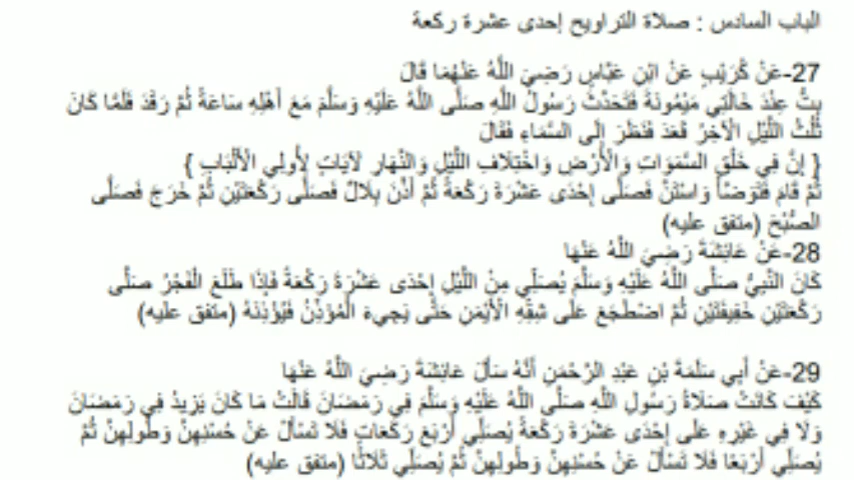 الباب السادس : صلاة التراويح إحدى عشرة ركعة
27-عَنْ كُرَيْبٍ عَنْ ابْنِ عَبَّاسٍ رَضِيَ اللَّهُ عَنْهُمَا قَالَ
بِتُّ عِنْدَ خَالَتِي مَيْمُونَةَ فَتَحَدَّثَ رَسُولُ اللَّهِ صَلَّى اللَّهُ عَلَيْهِ وَسَلَّمَ مَعَ أَهْلِهِ سَاعَةً ثُمَّ رَقَدَ فَلَمَّا كَانَ
ثُلُثُ اللَّيْلِ الْآخِرُ قَعَدَ فَنَظَرَ إِلَى السَّمَاءِ فَقَالَ
{ إِنَّ فِي خَلْقِ السَّمَوَاتِ وَالْأَرْضِ وَاخْتِلَافِ اللَّيْلِ وَالنَّهَارِ لَآيَاتٍ لِأُولِي الْأَلْبَابِ }
ثُمَّ قَامَ فَتَوَضَّأَ وَاسْتَنَّ فَصَلَّى إِحْدَى عَشْرَةَ رَكْعَةً ثُمَّ أَذَّنَ بِلَالٌ فَصَلَّى رَكْعَتَيْنِ ثُمَّ خَرَجَ فَصَلَّى
الصُّبْحَ (متفق عليه)
28-عَنْ عَائِشَةَ رَضِيَ اللَّهُ عَنْهَا
كَانَ النَّبِيُّ صَلَّى اللَّهُ عَلَيْهِ وَسَلَّمَ يُصَلِّي مِنْ اللَّيْلِ إِحْدَى عَشْرَةَ رَكْعَةً فَإِذَا طَلَعَ الْفَجْرُ صَلَّى
رَكْعَتَيْنِ خَفِيفَتَيْنِ ثُمَّ اضْطَجَعَ عَلَى شِقِّهِ الْأَيْمَنِ حَتَّى يَجِيءَ الْمُؤَذِّنُ فَيُؤْذِنَهُ (متفق عليه)
29-عَنْ أَبِي سَلَمَةَ بْنِ عَبْدِ الرَّحْمَنِ أَنَّهُ سَأَلَ عَائِشَةَ رَضِيَ اللَّهُ عَنْهَا
كَيْفَ كَانَتْ صَلَاةُ رَسُولِ اللَّهِ صَلَّى اللَّهُ عَلَيْهِ وَسَلَّمَ فِي رَمَضَانَ قَالَتْ مَا كَانَ يَزِيدُ فِي رَمَضَانَ
وَلَا فِي غَيْرِهِ عَلَى إِحْدَى عَشْرَةَ رَكْعَةً يُصَلِّي أَرْبَعَ رَكَعَاتٍ فَلَا تَسْأَلْ عَنْ حُسْنِهِنَّ وَطُولِهِنَّ ثُمَّ
يُصَلِّي أَرْبَعًا فَلَا تَسْأَلْ عَنْ حُسْنِهِنَّ وَطُولِهِنَّ ثُمَّ يُصَلِّي ثَلَاثًا (متفق عليه)